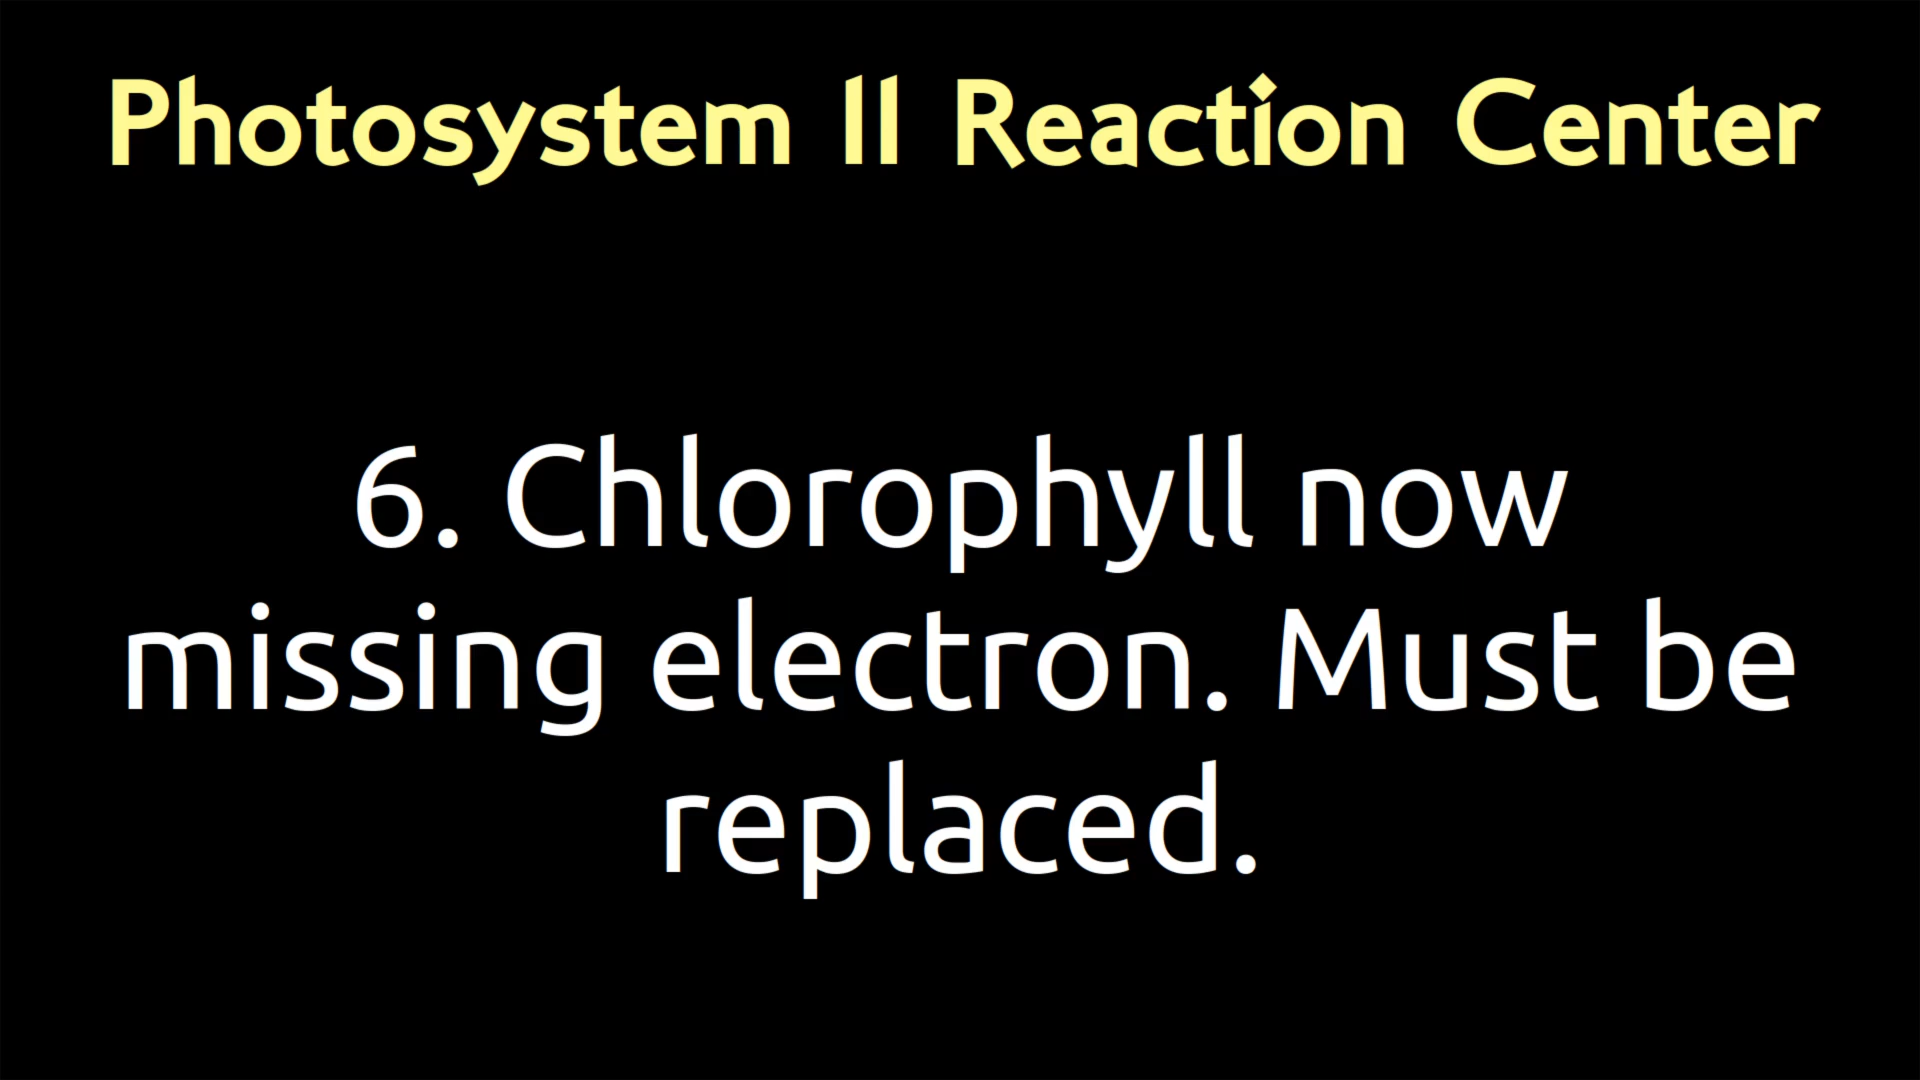 Photosystem II Reaction Center
6. Chlorophyll now
missing electron. Must be
replaced.